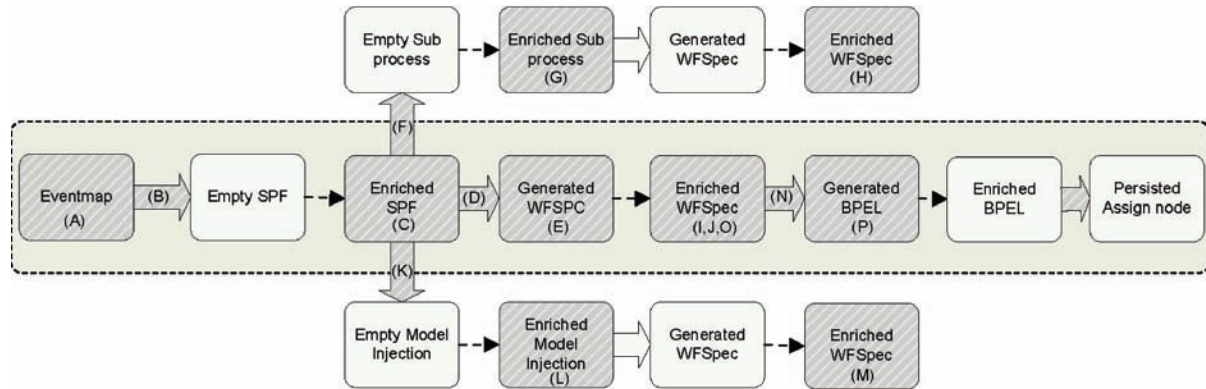 Empty Sub
process
Enriched Sub
process
(G)
Generated
WFSpec
Enriched
WFSpec
(H)
(F)
Eventmap
(A)
(B)
Empty SPF
Enriched
SPF
(C)
(D)
Generated
WFSPC
(E)
Enriched
WFSpec
(I,J,O)
(N)
Generated
BPEL
(P)
Enriched
BPEL
Persisted
Assign node
(K)
Empty Model
Injection
Enriched
Model
Injection
(L)
Generated
WFSpec
Enriched
WFSpec
(M)